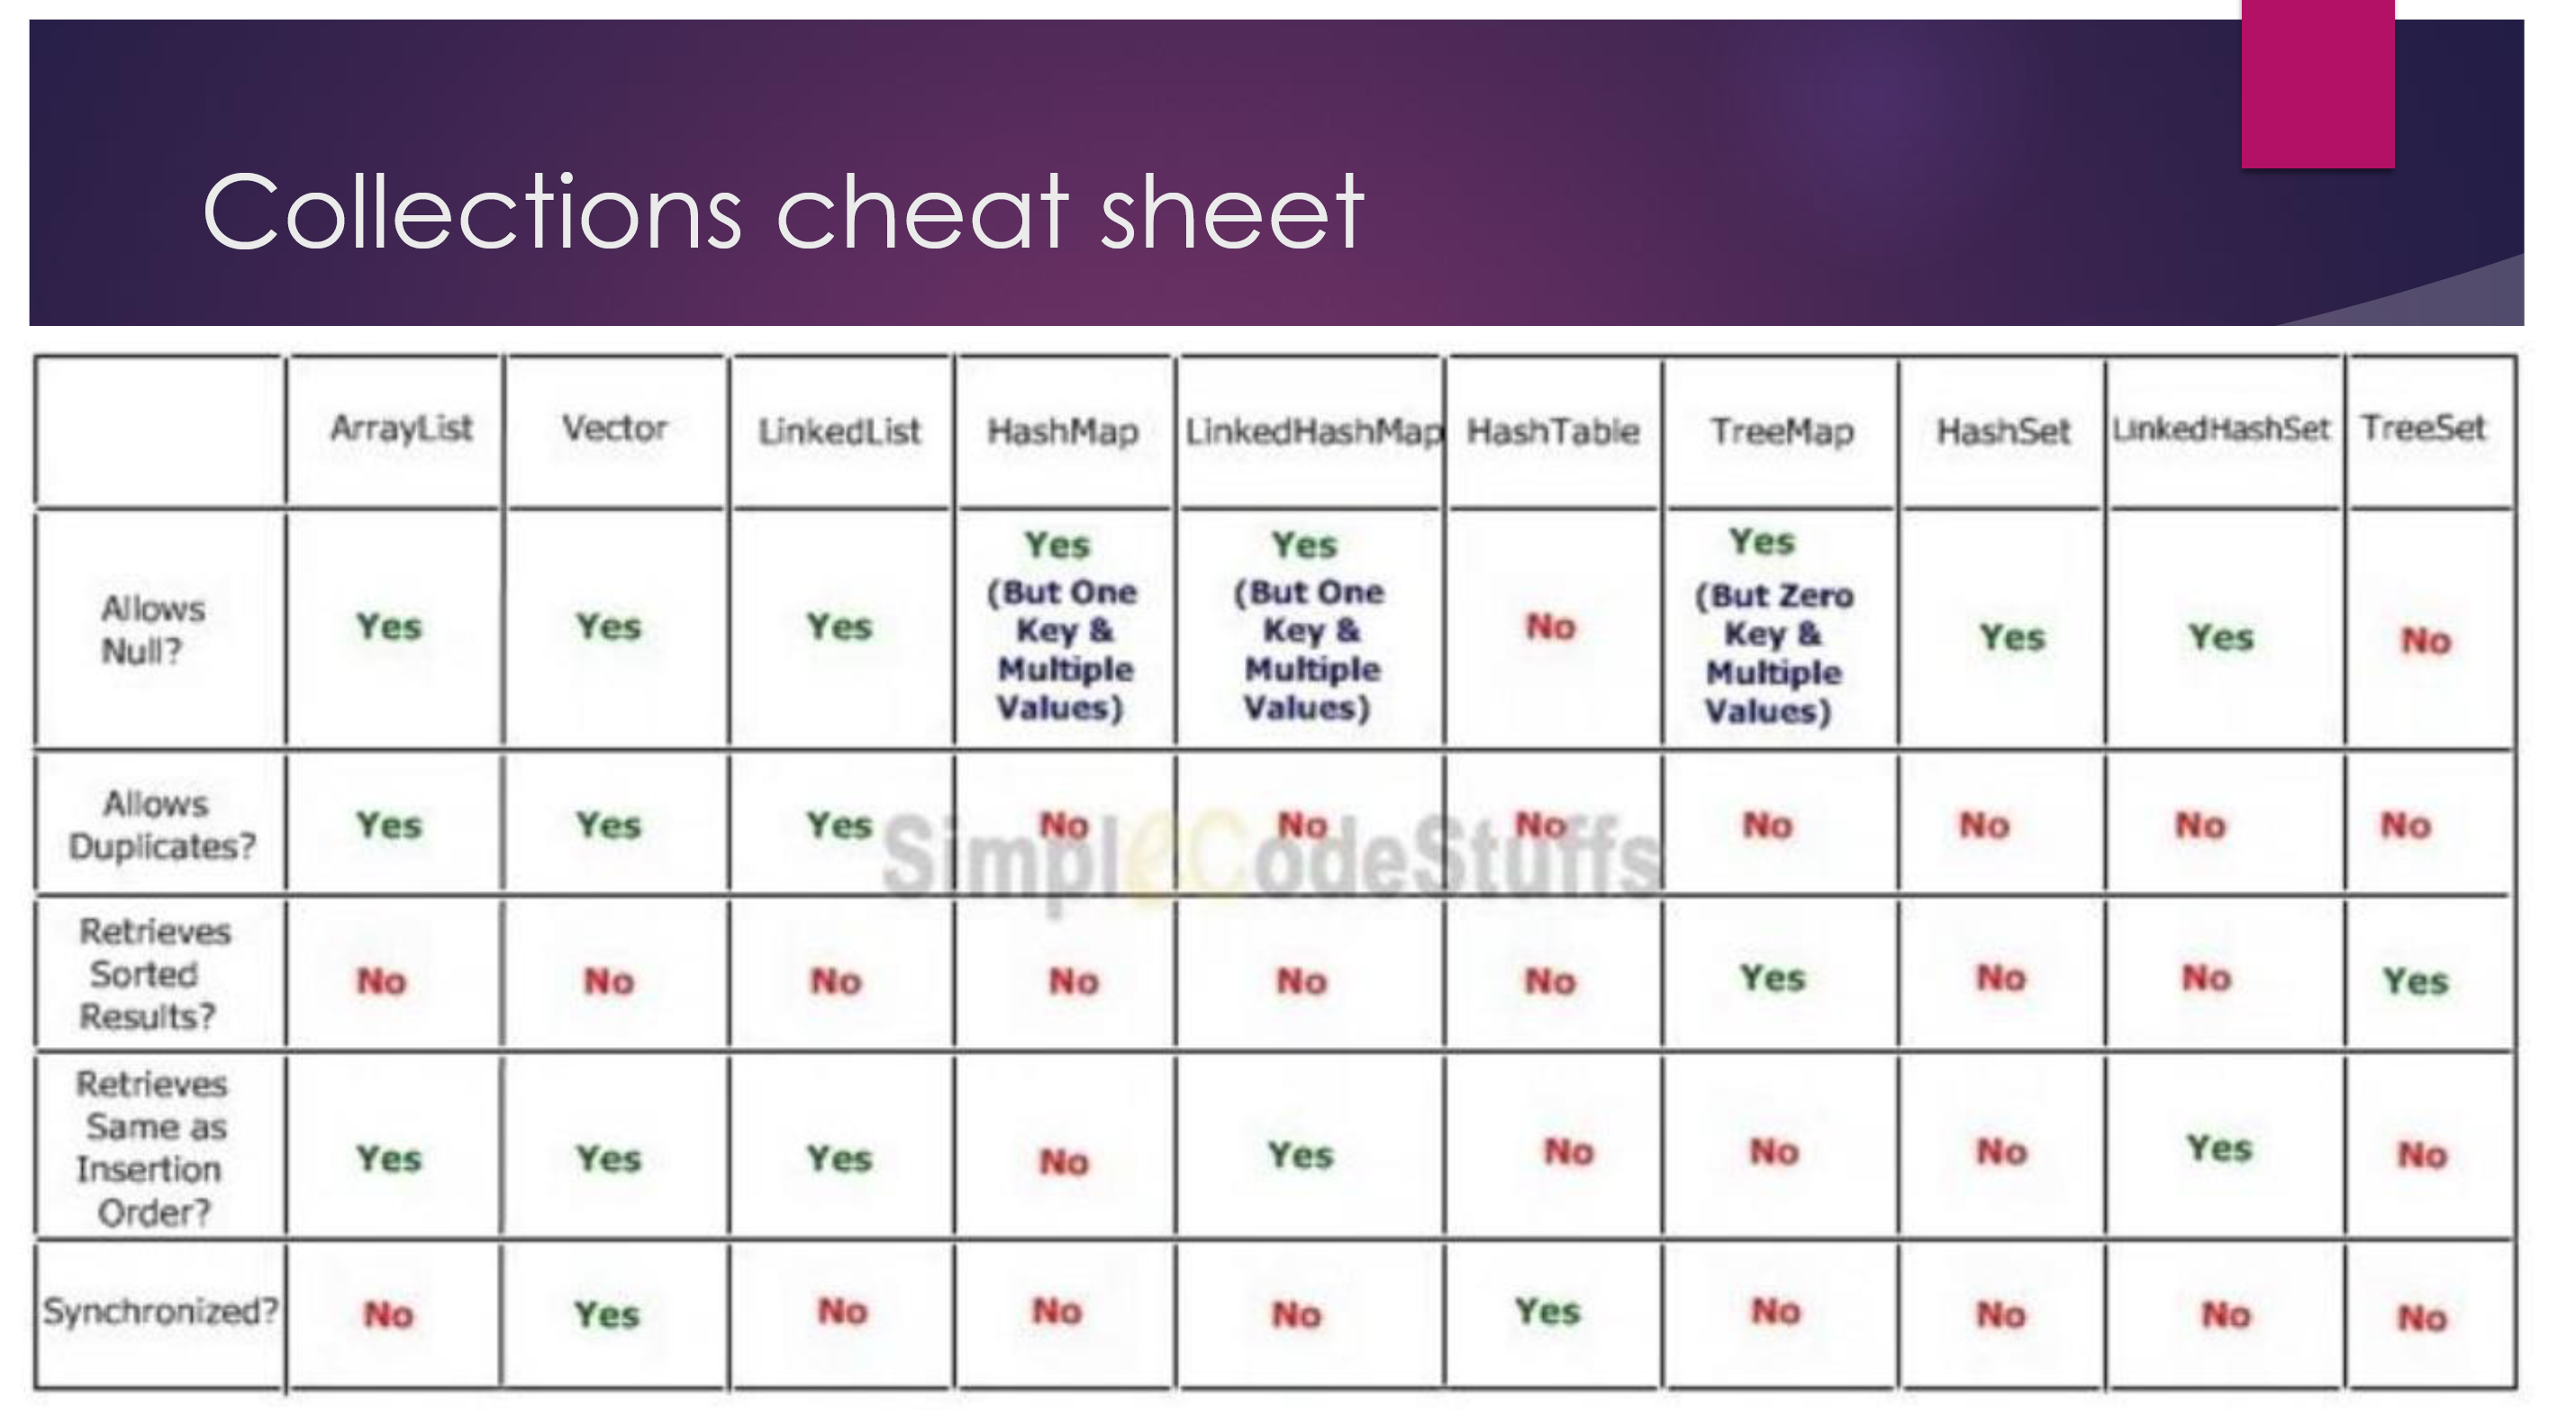 Collections cheat sheet
ArrayList Vector LinkedList HashMap LinkedHashMap HashTable TreeMap HashSet LinkedHashSet TreeSet
Allows
Null?
Yes Yes Yes
Yes
(But One
Key &
Multiple
Values)
Yes
(But One
Key &
Multiple
Values)
No
Yes
(But Zero
Key &
Multiple
Values)
Yes Yes No
Allows
Duplicates?
Yes Yes Yes No No No No No No No
SimpleCodeStuffs
Retrieves
Sorted
Results?
No No No No No No Yes No No Yes
Retrieves
Same as
Insertion
Order?
Yes Yes Yes No Yes No No No Yes No
Synchronized? No Yes No No No Yes No No No No